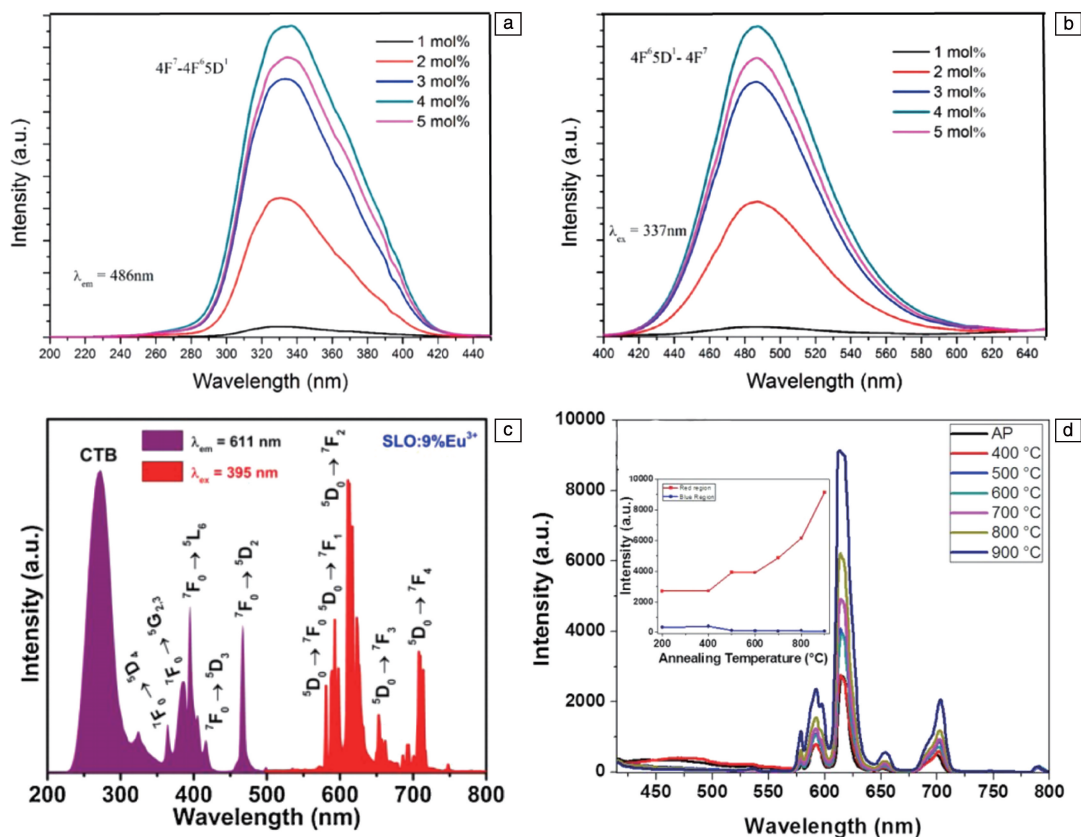 a
4F⁷-4F⁶5D¹
1 mol%
2 mol%
3 mol%
4 mol%
5 mol%
λem = 486nm
Intensity (a.u.)
200 220 240 260 280 300 320 340 360 380 400 420 440
Wavelength (nm)
b
4F⁶5D¹- 4F⁷
1 mol%
2 mol%
3 mol%
4 mol%
5 mol%
λex = 337nm
Intensity (a.u.)
400 420 440 460 480 500 520 540 560 580 600 620 640
Wavelength (nm)
c
CTB
λem = 611 nm
λex = 395 nm
SLO:9%Eu³⁺
⁷F₀ → ⁵D₄
⁷F₀ → ⁵G₂,₃
⁷F₀ → ⁵L₆
⁷F₀ → ⁵D₃
⁷F₀ → ⁵D₂
⁵D₀ → ⁷F₀
⁵D₀ → ⁷F₁
⁵D₀ → ⁷F₂
⁵D₀ → ⁷F₃
⁵D₀ → ⁷F₄
Intensity (a.u.)
200 300 400 500 600 700 800
Wavelength (nm)
d
AP
400 °C
500 °C
600 °C
700 °C
800 °C
900 °C
Red region
Blue Region
Intensity (a.u.)
10000
8000
6000
4000
2000
0
200 400 600 800
Annealing Temperature (°C)
Intensity (a.u.)
10000
8000
6000
4000
2000
0
450 500 550 600 650 700 750 800
Wavelength (nm)